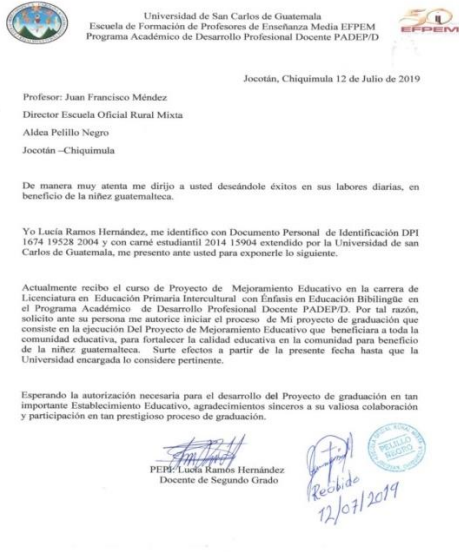 Universidad de San Carlos de Guatemala
Escuela de Formación de Profesores de Enseñanza Media EFPEM
Programa Académico de Desarrollo Profesional Docente PADEP/D
EFPEM
Jocotán, Chiquimula 12 de Julio de 2019
Profesor: Juan Francisco Méndez
Director Escuela Oficial Rural Mixta
Aldea Pelillo Negro
Jocotán –Chiquimula
De manera muy atenta me dirijo a usted deseándole éxitos en sus labores diarias, en
beneficio de la niñez guatemalteca.
Yo Lucía Ramos Hernández, me identifico con Documento Personal de Identificación DPI
1674 19528 2004 y con carné estudiantil 2014 15904 extendido por la Universidad de san
Carlos de Guatemala, me presento ante usted para exponerle lo siguiente.
Actualmente recibo el curso de Proyecto de Mejoramiento Educativo en la carrera de
Licenciatura en Educación Primaria Intercultural con Énfasis en Educación Bibilingüe en
el Programa Académico de Desarrollo Profesional Docente PADEP/D. Por tal razón,
solicito ante su persona me autorice iniciar el proceso de Mi proyecto de graduación que
consiste en la ejecución Del Proyecto de Mejoramiento Educativo que beneficiara a toda la
comunidad educativa, para fortalecer la calidad educativa en la comunidad para beneficio
de la niñez guatemalteca. Surte efectos a partir de la presente fecha hasta que la
Universidad encargada lo considere pertinente.
Esperando la autorización necesaria para el desarrollo del Proyecto de graduación en tan
importante Establecimiento Educativo, agradecimientos sinceros a su valiosa colaboración
y participación en tan prestigioso proceso de graduación.
PEPI: Lucía Ramos Hernández
Docente de Segundo Grado
PELILLO
NEGRO
Recibido
12/07/2019